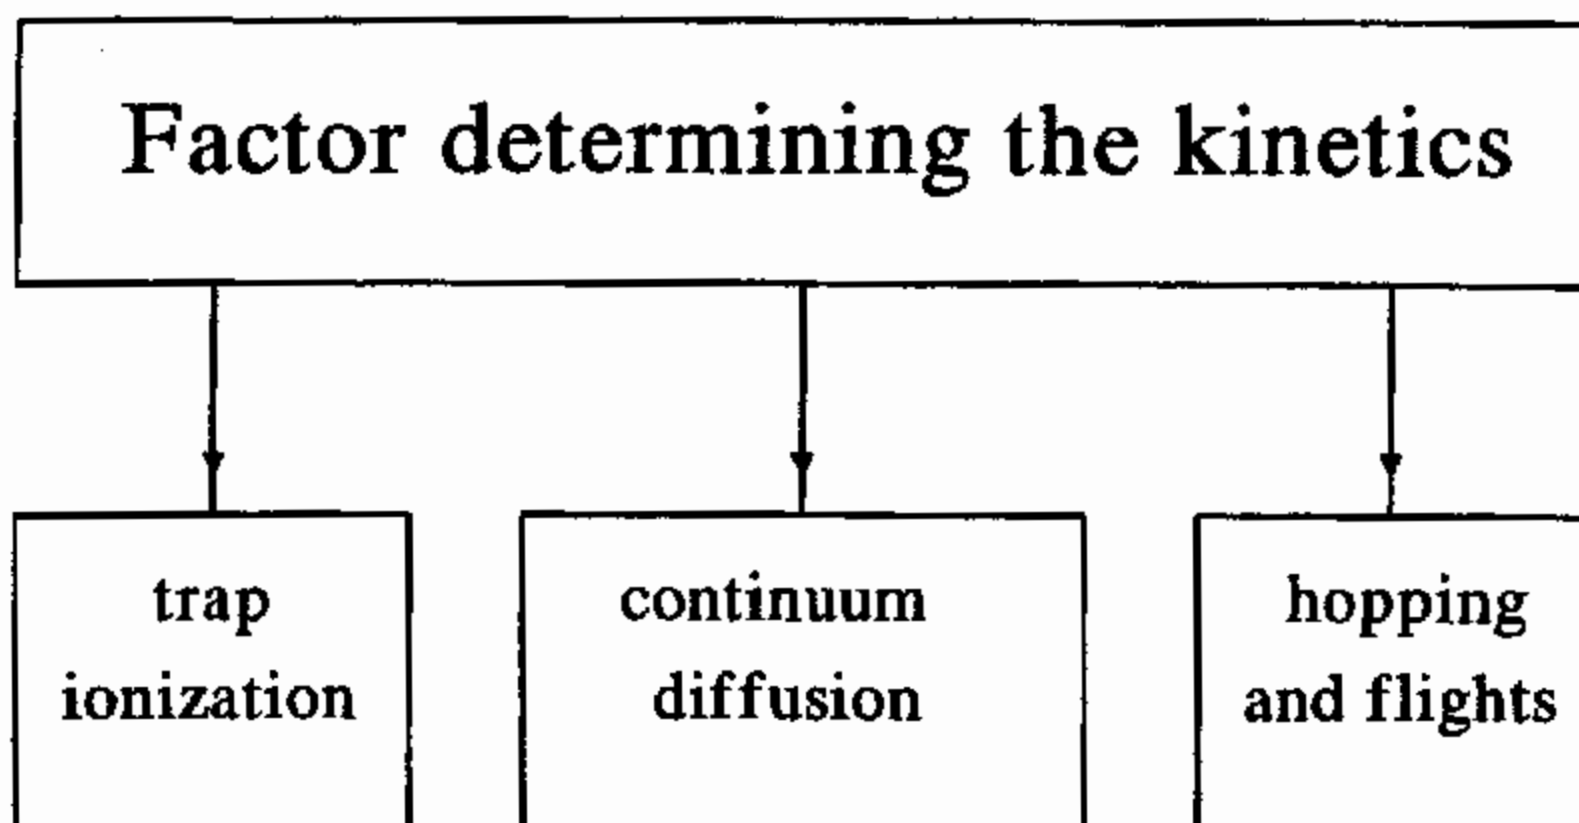 Factor determining the kinetics
trap
ionization
continuum
diffusion
hopping
and flights